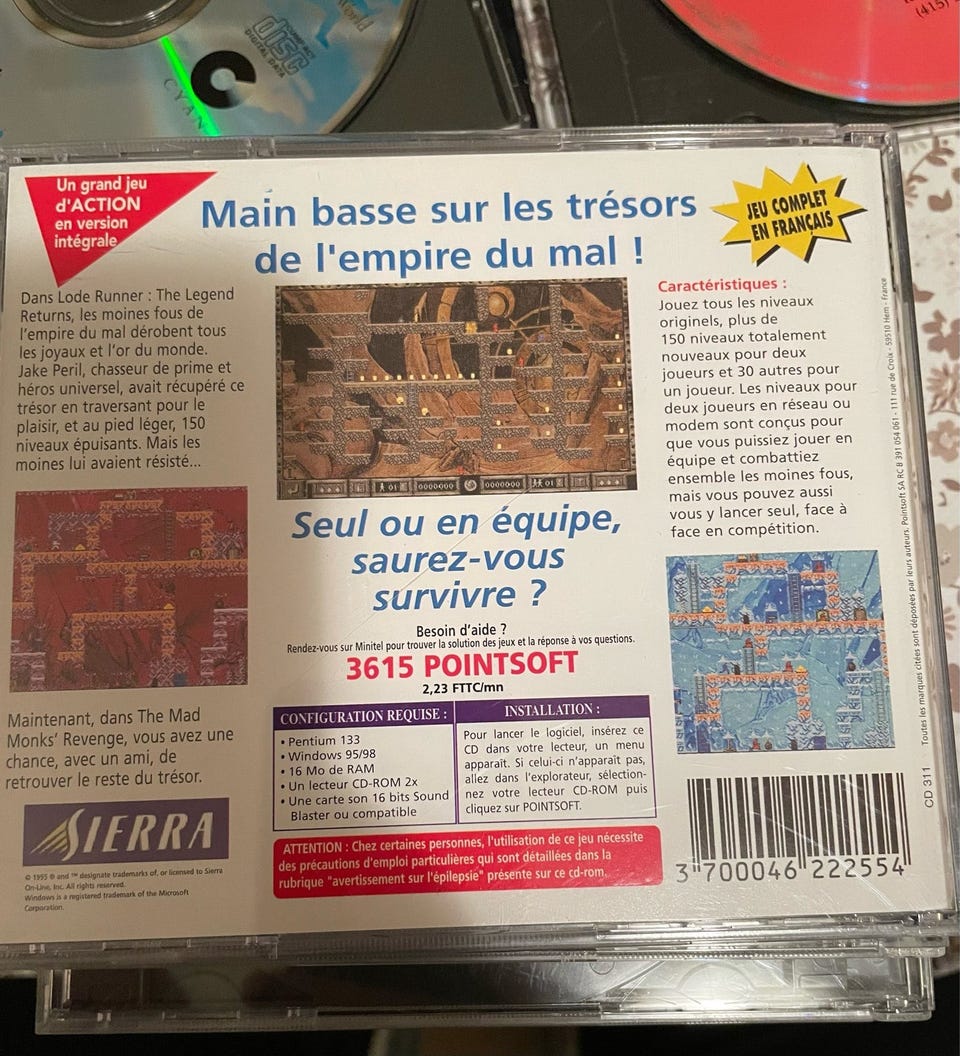 World
COMPACT
disc
DIGITAL DATA
CYAN
(415)
Un grand jeu
d'ACTION
en version
intégrale
Main basse sur les trésors
de l'empire du mal !
JEU COMPLET
EN FRANÇAIS
Dans Lode Runner : The Legend
Returns, les moines fous de
l'empire du mal dérobent tous
les joyaux et l'or du monde.
Jake Peril, chasseur de prime et
héros universel, avait récupéré ce
trésor en traversant pour le
plaisir, et au pied léger, 150
niveaux épuisants. Mais les
moines lui avaient résisté...
01 0000000 0000000 01
Caractéristiques :
Jouez tous les niveaux
originels, plus de
150 niveaux totalement
nouveaux pour deux
joueurs et 30 autres pour
un joueur. Les niveaux pour
deux joueurs en réseau ou
modem sont conçus pour
que vous puissiez jouer en
équipe et combattiez
ensemble les moines fous,
mais vous pouvez aussi
vous y lancer seul, face à
face en compétition.
Seul ou en équipe,
saurez-vous
survivre ?
Besoin d'aide ?
Rendez-vous sur Minitel pour trouver la solution des jeux et la réponse à vos questions.
3615 POINTSOFT
2,23 FTTC/mn
Maintenant, dans The Mad
Monks' Revenge, vous avez une
chance, avec un ami, de
retrouver le reste du trésor.
SIERRA
© 1995 ® and ™ designate trademarks of, or licensed to Sierra
On-Line, Inc. All rights reserved.
Windows is a registered trademark of the Microsoft
Corporation.
CONFIGURATION REQUISE :
• Pentium 133
• Windows 95/98
• 16 Mo de RAM
• Un lecteur CD-ROM 2x
• Une carte son 16 bits Sound
Blaster ou compatible
INSTALLATION :
Pour lancer le logiciel, insérez ce
CD dans votre lecteur, un menu
apparait. Si celui-ci n'apparait pas,
allez dans l'explorateur, sélection-
nez votre lecteur CD-ROM puis
cliquez sur POINTSOFT.
ATTENTION : Chez certaines personnes, l'utilisation de ce jeu nécessite
des précautions d'emploi particulières qui sont détaillées dans la
rubrique "avertissement sur l'épilepsie" présente sur ce cd-rom.
3 700046 222554
CD 311 Toutes les marques citées sont déposées par leurs auteurs. Pointsoft SA RC B 391 054 061 - 111 rue de Croix - 59510 Hem - France